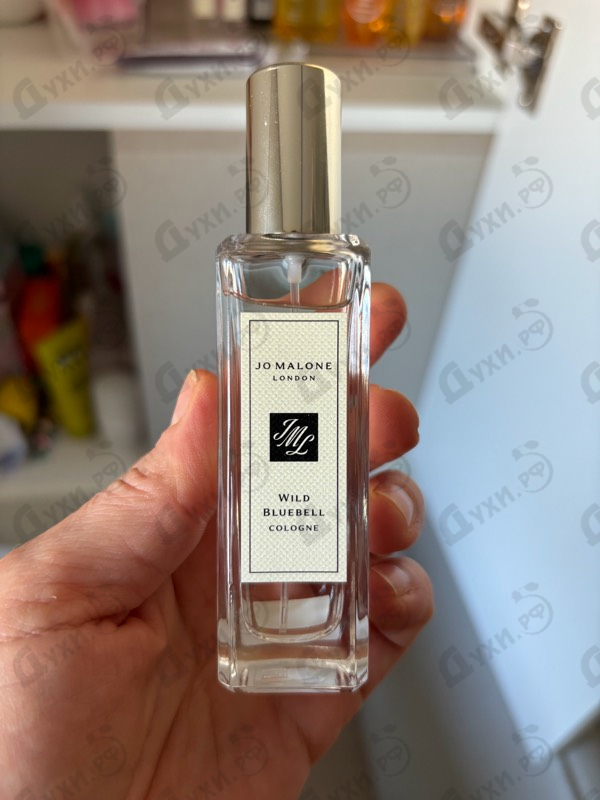 JO MALONE
LONDON
JML
WILD
BLUEBELL
COLOGNE
Духи.РФ